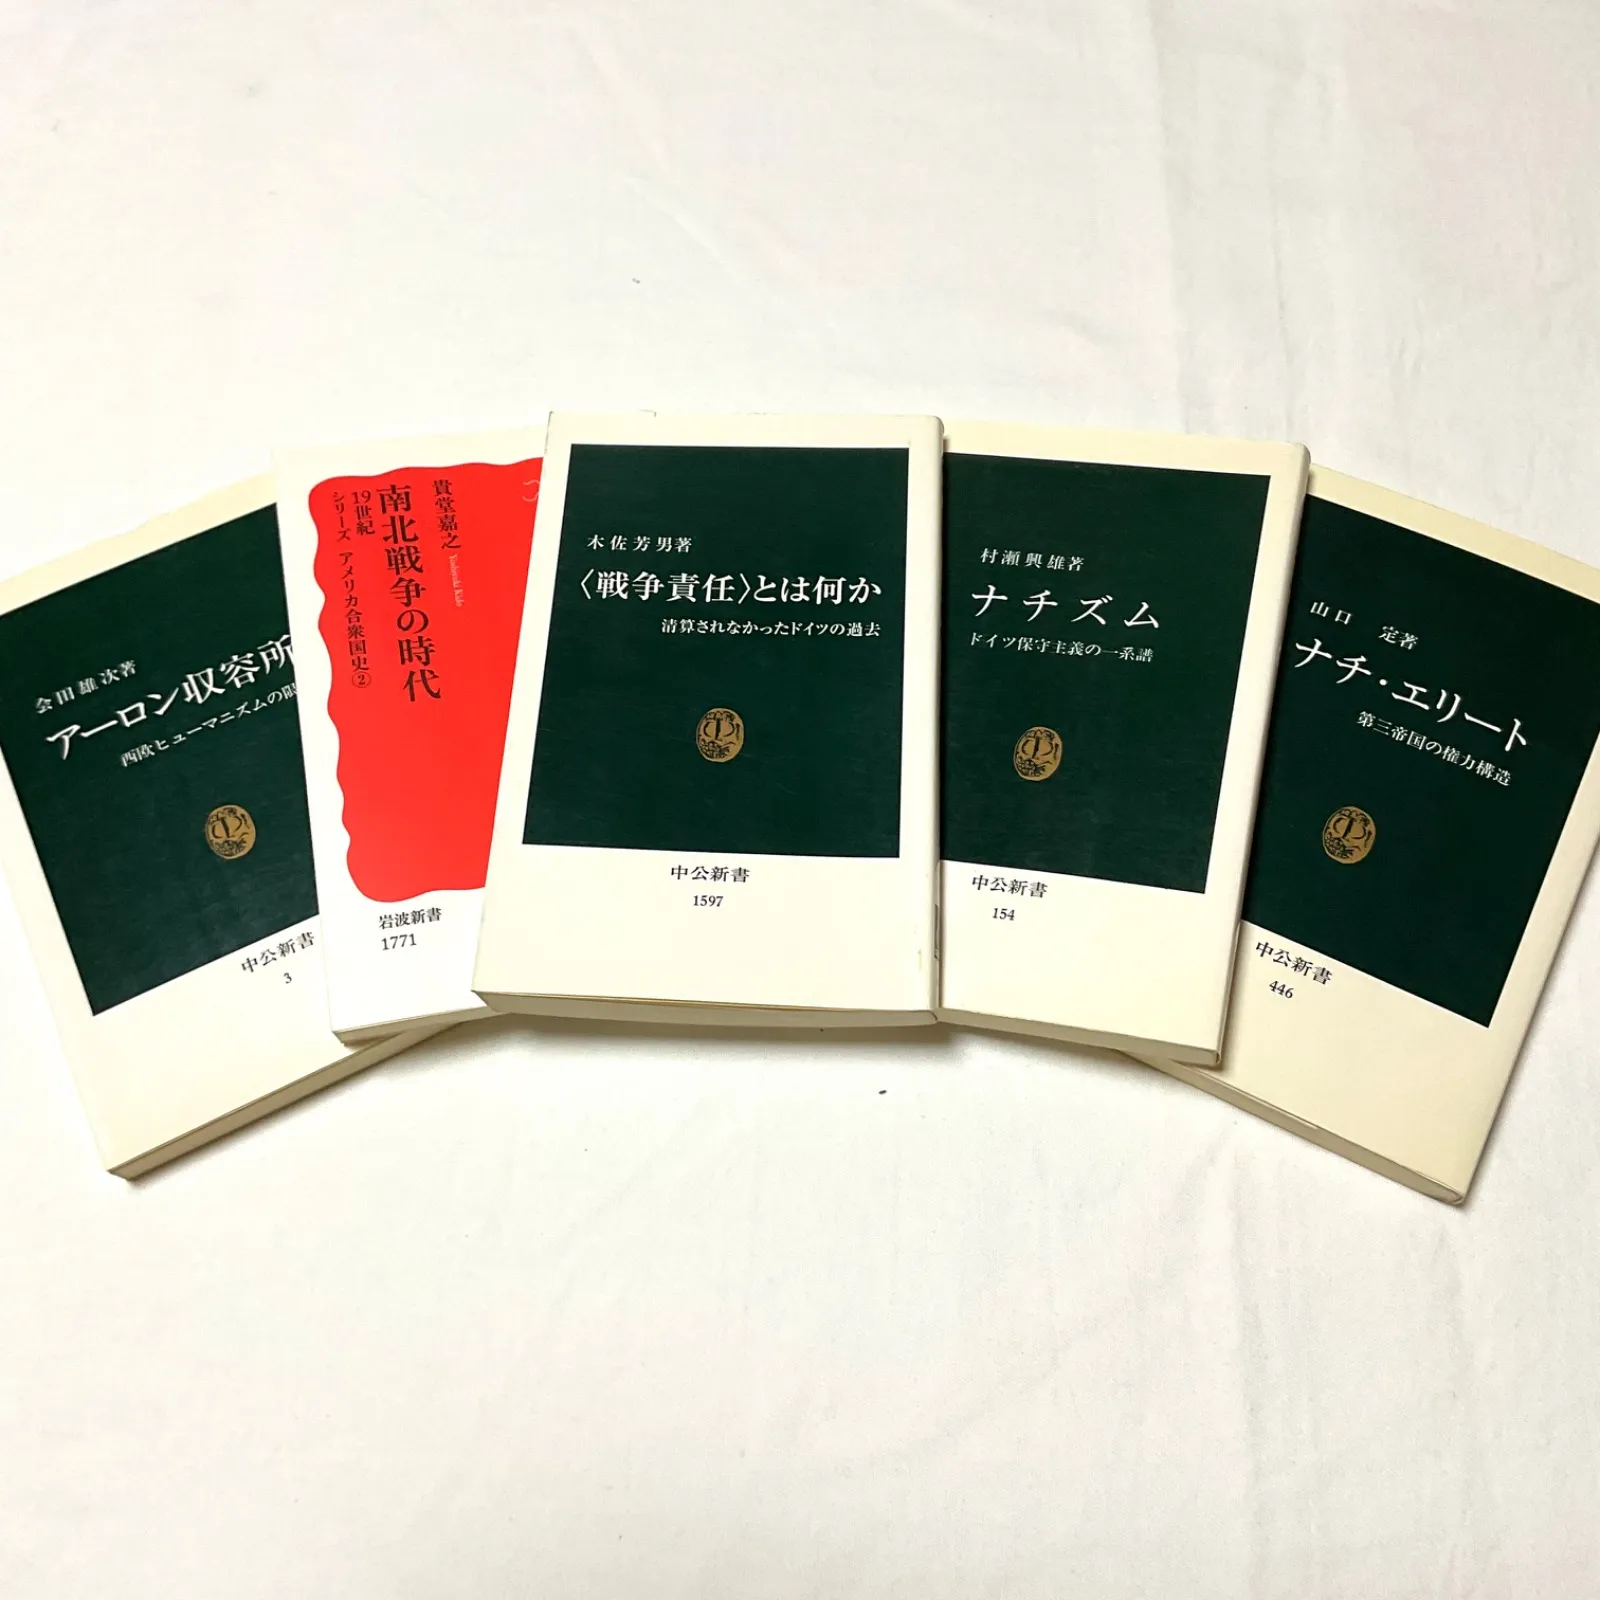 会田雄次著
アーロン収容所
西欧ヒューマニズムの限
中公新書
3
貴堂嘉之
Yoshiyuki Kido
南北戦争の時代
19世紀
シリーズ アメリカ合衆国史②
岩波新書
1771
木佐芳男著
〈戦争責任〉とは何か
清算されなかったドイツの過去
中公新書
1597
村瀬興雄著
ナチズム
ドイツ保守主義の一系譜
中公新書
154
山口 定著
ナチ・エリート
第三帝国の権力構造
中公新書
446